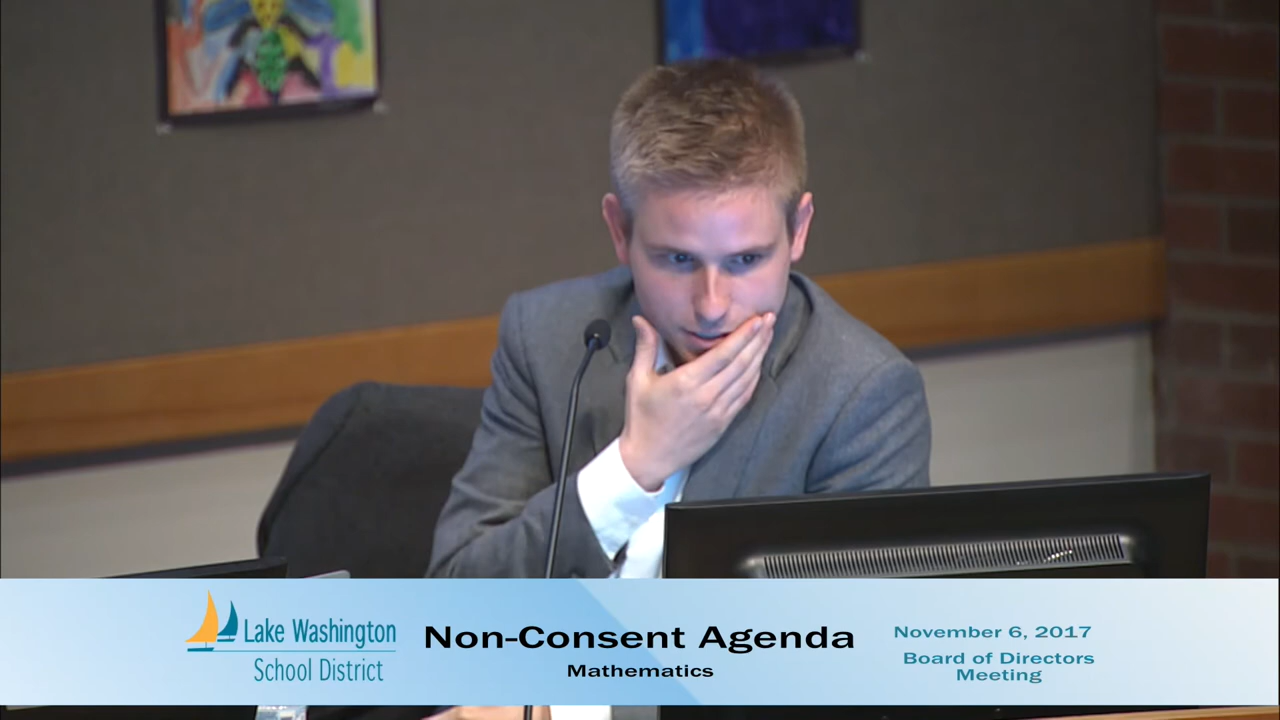 Lake Washington
School District
Non-Consent Agenda
Mathematics
November 6, 2017
Board of Directors
Meeting